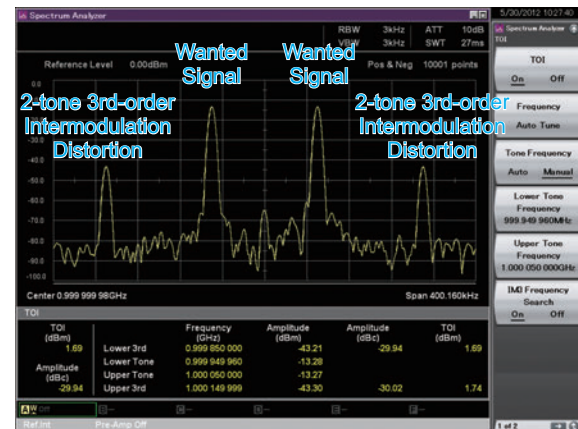 Spectrum Analyzer
5/30/2012 10:27:40
RBW 3kHz ATT 10dB
VBW 3kHz SWT 27ms
Reference Level 0.00dBm Pos & Neg 10001 points
Wanted Signal
Wanted Signal
2-tone 3rd-order Intermodulation Distortion
2-tone 3rd-order Intermodulation Distortion
0.0
-30.0
-40.0
-50.0
-60.0
-70.0
-80.0
-90.0
-100.0
Center 0.999 999 98GHz Span 400.160kHz
TOI
TOI (dBm) Frequency (GHz) Amplitude (dBm) Amplitude (dBc) TOI (dBm)
1.69 Lower 3rd 0.999 850 000 -43.21 -29.94 1.69
Lower Tone 0.999 949 960 -13.28
Amplitude (dBc) Upper Tone 1.000 050 000 -13.27
-29.94 Upper 3rd 1.000 149 999 -43.30 -30.02 1.74
A W Off
Ref.Int Pre-Amp Off
Spectrum Analyzer
TOI
TOI
On Off
Frequency
Auto Tune
Tone Frequency
Auto Manual
Lower Tone
Frequency
999.949 960MHz
Upper Tone
Frequency
1.000 050 000GHz
IMD Frequency
Search
On Off
1 of 2